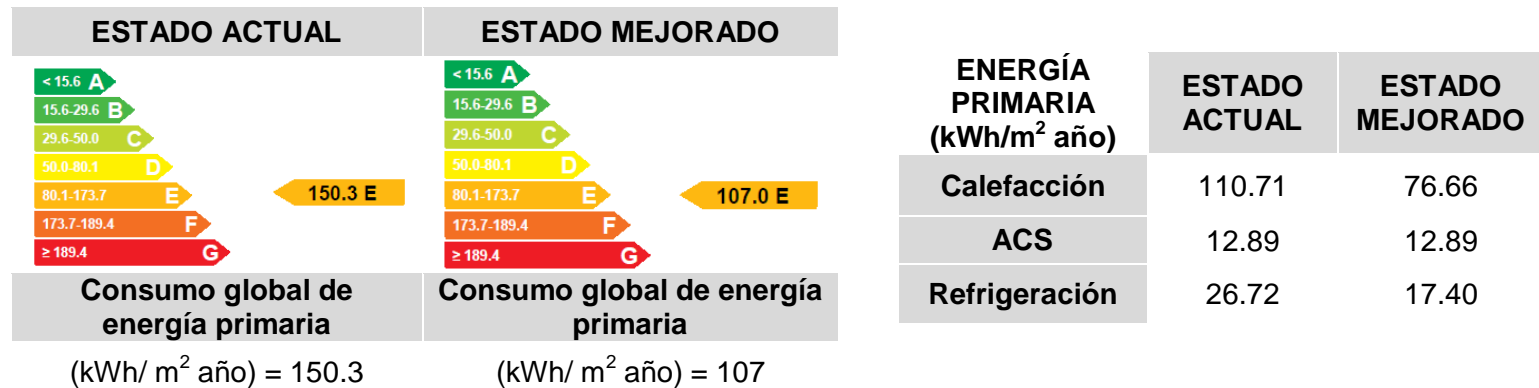 ESTADO ACTUAL
< 15.6 A
15.6-29.6 B
29.6-50.0 C
50.0-80.1 D
80.1-173.7 E
150.3 E
173.7-189.4 F
≥ 189.4 G
Consumo global de
energía primaria
(kWh/ m² año) = 150.3
ESTADO MEJORADO
< 15.6 A
15.6-29.6 B
29.6-50.0 C
50.0-80.1 D
80.1-173.7 E
107.0 E
173.7-189.4 F
≥ 189.4 G
Consumo global de energía
primaria
(kWh/ m² año) = 107
ENERGÍA
PRIMARIA
(kWh/m² año)
ESTADO
ACTUAL
ESTADO
MEJORADO
Calefacción 110.71 76.66
ACS 12.89 12.89
Refrigeración 26.72 17.40